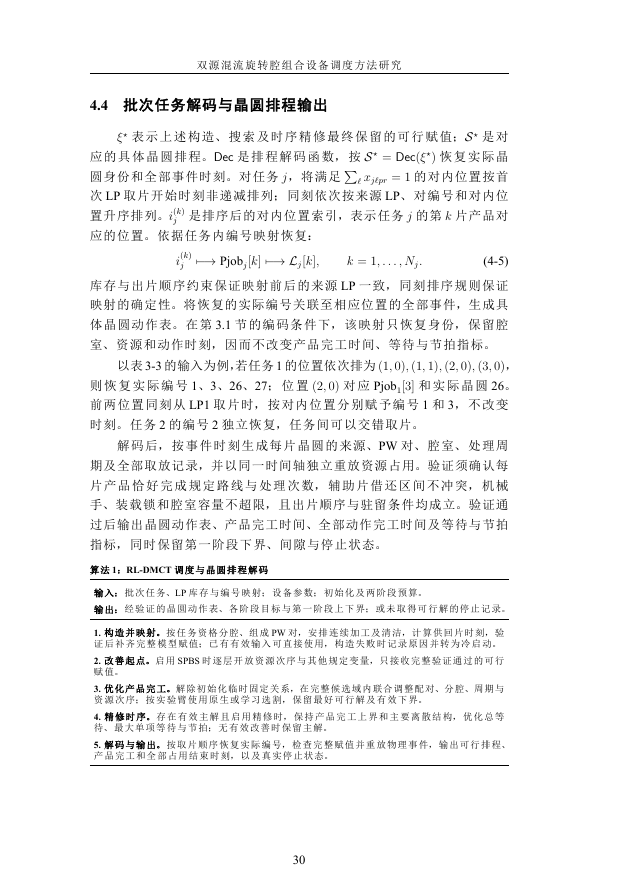 双源混流旋转腔组合设备调度方法研究
4.4 批次任务解码与晶圆排程输出
ξ⋆ 表示上述构造、搜索及时序精修最终保留的可行赋值；S⋆ 是对
应的具体晶圆排程。Dec 是排程解码函数，按 S⋆ = Dec(ξ⋆) 恢复实际晶
圆身份和全部事件时刻。对任务 j，将满足 ∑ℓ xjℓpr = 1 的对内位置按首
次 LP 取片开始时刻非递减排列；同刻依次按来源 LP、对编号和对内位
置升序排列。i_j^(k) 是排序后的对内位置索引，表示任务 j 的第 k 片产品对
应的位置。依据任务内编号映射恢复：
i_j^(k) ⟼ Pjobj[k] ⟼ Lj[k], k = 1, . . . , Nj. (4-5)
库存与出片顺序约束保证映射前后的来源 LP 一致，同刻排序规则保证
映射的确定性。将恢复的实际编号关联至相应位置的全部事件，生成具
体晶圆动作表。在第 3.1 节的编码条件下，该映射只恢复身份，保留腔
室、资源和动作时刻，因而不改变产品完工时间、等待与节拍指标。
以表 3-3 的输入为例，若任务 1 的位置依次排为 (1, 0), (1, 1), (2, 0), (3, 0)，
则恢复实际编号 1、3、26、27；位置 (2, 0) 对应 Pjob1[3] 和实际晶圆 26。
前两位置同刻从 LP1 取片时，按对内位置分别赋予编号 1 和 3，不改变
时刻。任务 2 的编号 2 独立恢复，任务间可以交错取片。
解码后，按事件时刻生成每片晶圆的来源、PW 对、腔室、处理周
期及全部取放记录，并以同一时间轴独立重放资源占用。验证须确认每
片产品恰好完成规定路线与处理次数，辅助片借还区间不冲突，机械
手、装载锁和腔室容量不超限，且出片顺序与驻留条件均成立。验证通
过后输出晶圆动作表、产品完工时间、全部动作完工时间及等待与节拍
指标，同时保留第一阶段下界、间隙与停止状态。
算法 1：RL-DMCT 调度与晶圆排程解码
输入：批次任务、LP 库存与编号映射；设备参数；初始化及两阶段预算。
输出：经验证的晶圆动作表、各阶段目标与第一阶段上下界；或未取得可行解的停止记录。
1. 构造并映射。按任务资格分腔、组成 PW 对，安排连续加工及清洁，计算供回片时刻，验
证后补齐完整模型赋值；已有有效输入可直接使用，构造失败时记录原因并转为冷启动。
2. 改善起点。启用 SPBS 时逐层开放资源次序与其他规定变量，只接收完整验证通过的可行
赋值。
3. 优化产品完工。解除初始化临时固定关系，在完整候选域内联合调整配对、分腔、周期与
资源次序；按实验臂使用原生或学习选割，保留最好可行解及有效下界。
4. 精修时序。存在有效主解且启用精修时，保持产品完工上界和主要离散结构，优化总等
待、最大单项等待与节拍；无有效改善时保留主解。
5. 解码与输出。按取片顺序恢复实际编号，检查完整赋值并重放物理事件，输出可行排程、
产品完工和全部占用结束时刻，以及真实停止状态。
30